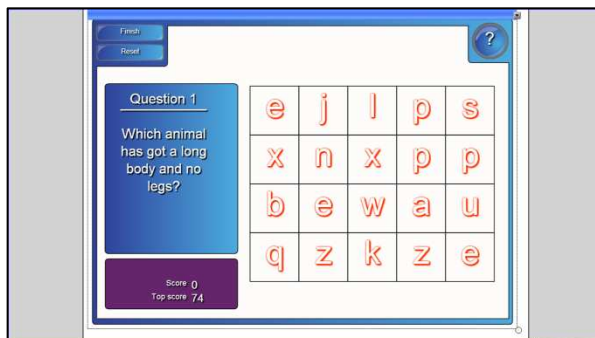 Finish
Reset
?
Question 1
Which animal
has got a long
body and no
legs?
e j l p s
x n x p p
b e w a u
q z k z e
Score 0
Top score 74